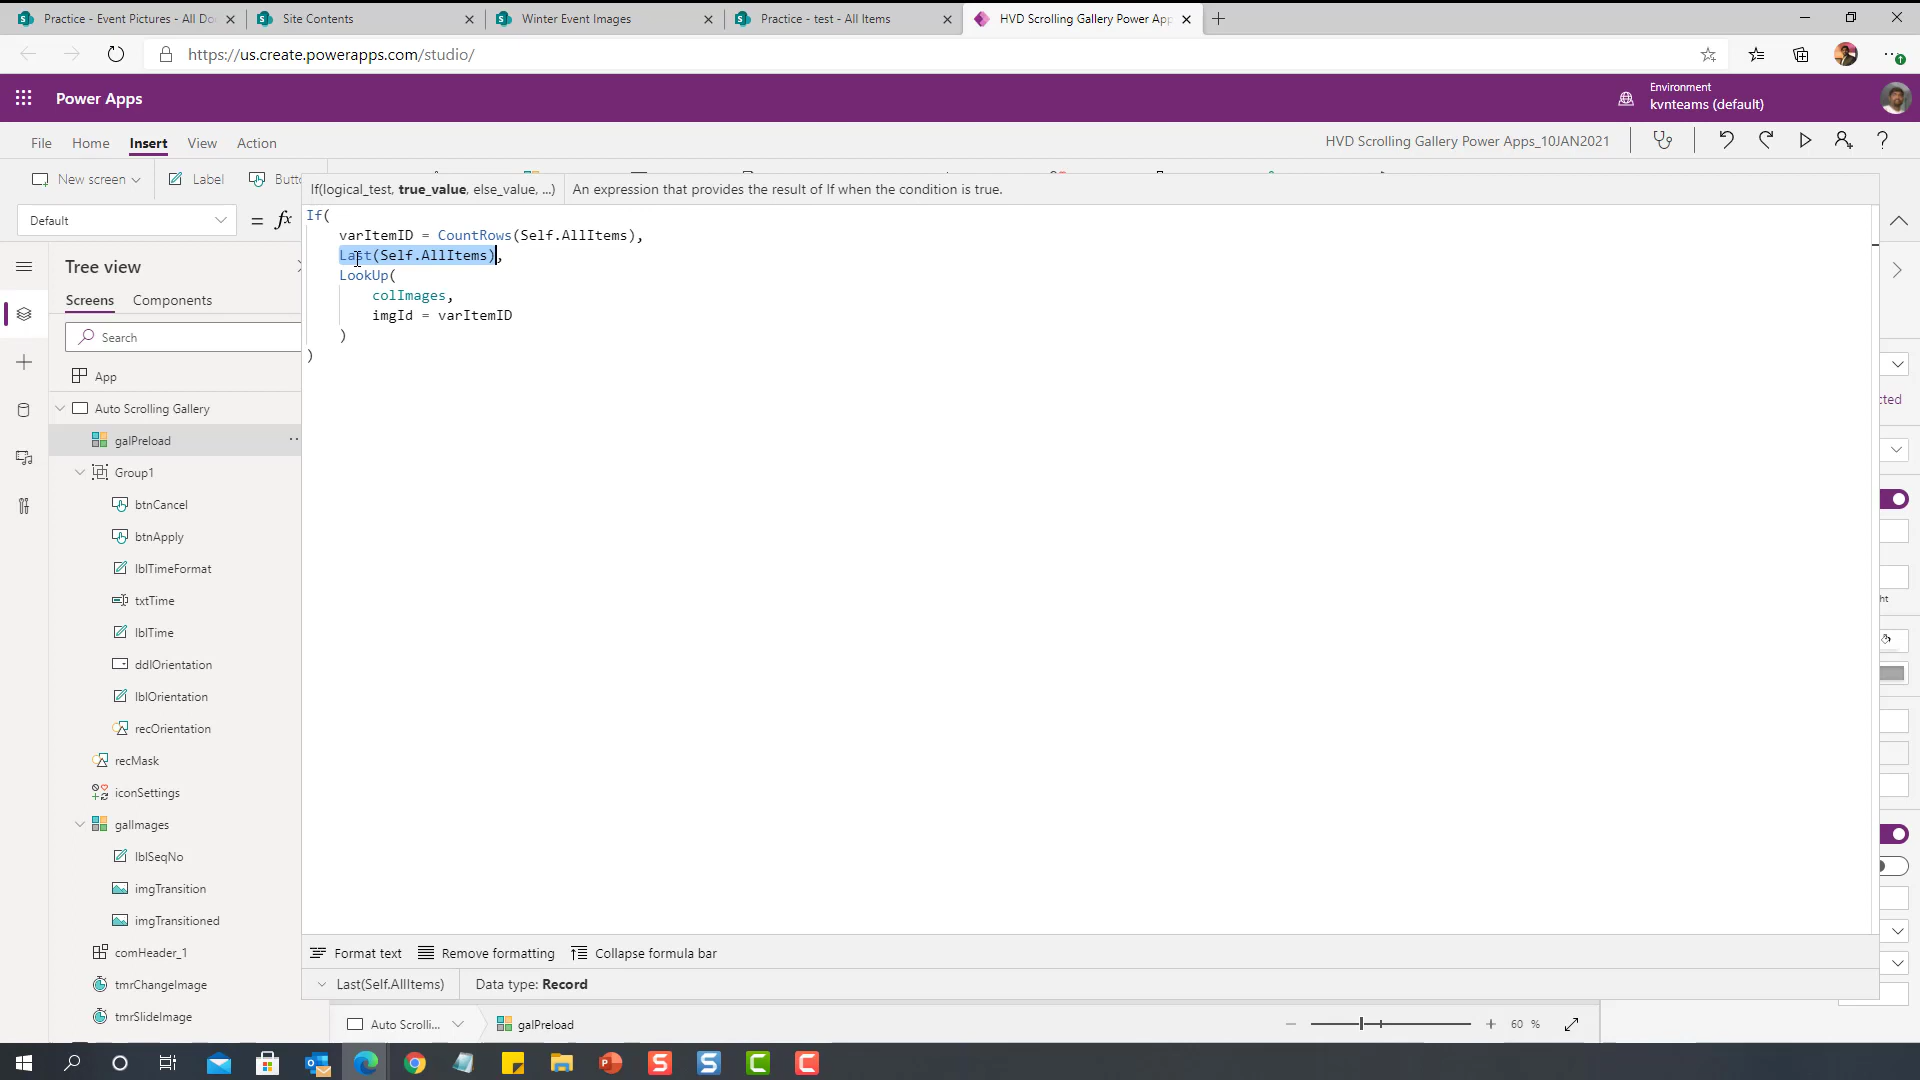 Practice - Event Pictures - All Do
Site Contents
Winter Event Images
Practice - test - All Items
HVD Scrolling Gallery Power App
https://us.create.powerapps.com/studio/
Power Apps
Environment
kvnteams (default)
File
Home
Insert
View
Action
HVD Scrolling Gallery Power Apps_10JAN2021
New screen
Label
Butt
If(logical_test, true_value, else_value, ...)
An expression that provides the result of If when the condition is true.
Default
= fx
If(
varItemID = CountRows(Self.AllItems),
Last(Self.AllItems),
LookUp(
colImages,
imgId = varItemID
)
)
Tree view
Screens
Components
Search
App
Auto Scrolling Gallery
galPreload
Group1
btnCancel
btnApply
lblTimeFormat
txtTime
lblTime
ddlOrientation
lblOrientation
recOrientation
recMask
iconSettings
galImages
lblSeqNo
imgTransition
imgTransitioned
comHeader_1
tmrChangeImage
tmrSlideImage
cted
ht
Format text
Remove formatting
Collapse formula bar
Last(Self.AllItems)
Data type: Record
Auto Scrolli...
galPreload
60 %